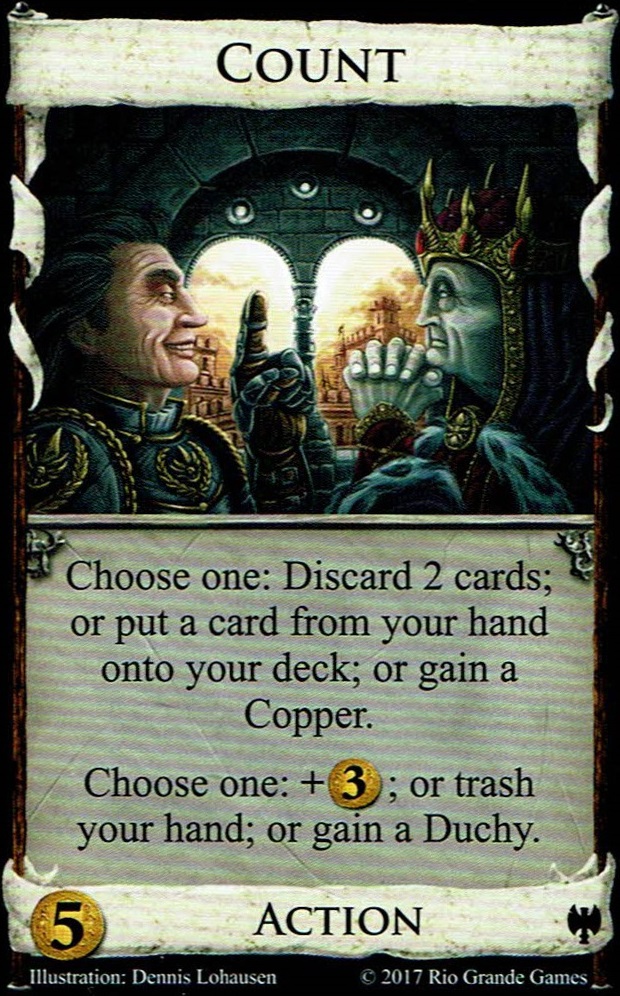 COUNT
Choose one: Discard 2 cards;
or put a card from your hand
onto your deck; or gain a
Copper.
Choose one: +3; or trash
your hand; or gain a Duchy.
5 ACTION
Illustration: Dennis Lohausen © 2017 Rio Grande Games